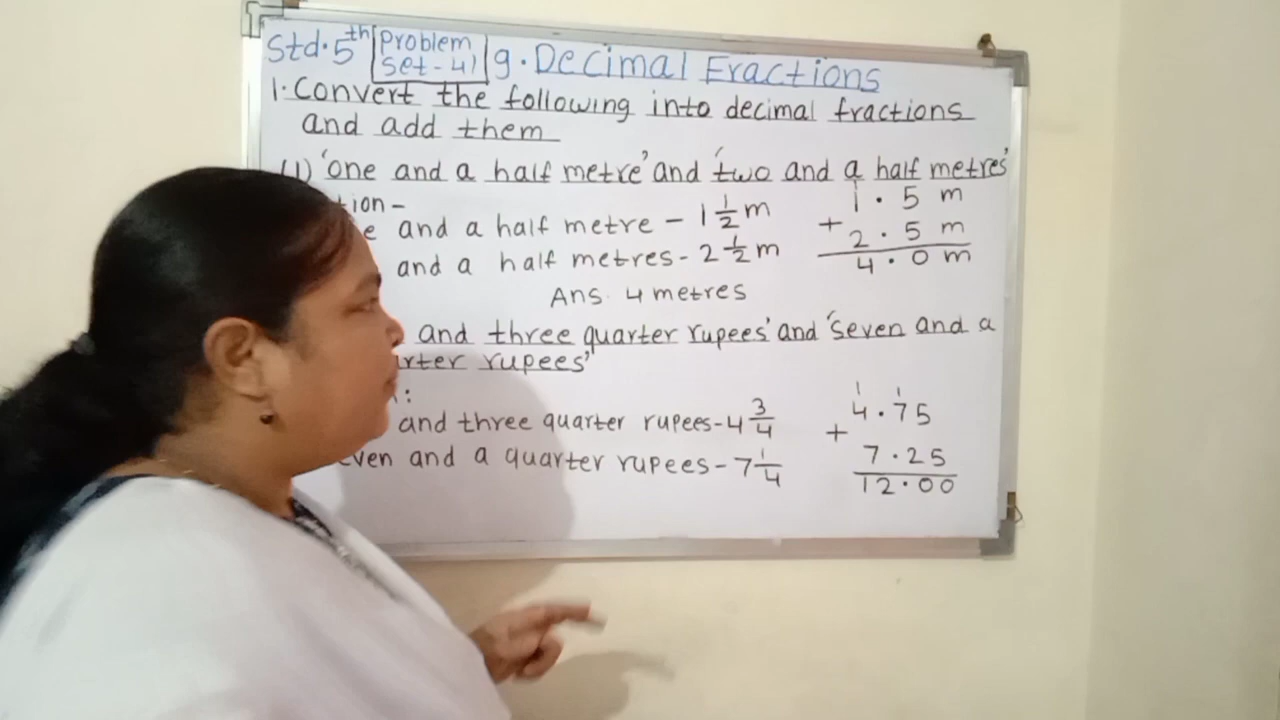 Std. 5th Problem Set-41 9. Decimal Fractions
1. Convert the following into decimal fractions
and add them
(1) 'one and a half metre' and 'two and a half metres'
and a half metre - 1 1/2 m
and a half metres - 2 1/2 m
1
1.5 m
+ 2.5 m
4.0 m
Ans. 4 metres
and three quarter rupees' and 'seven and a
rupees'
and three quarter rupees - 4 3/4
and a quarter rupees - 7 1/4
1 1
4.75
+ 7.25
12.00